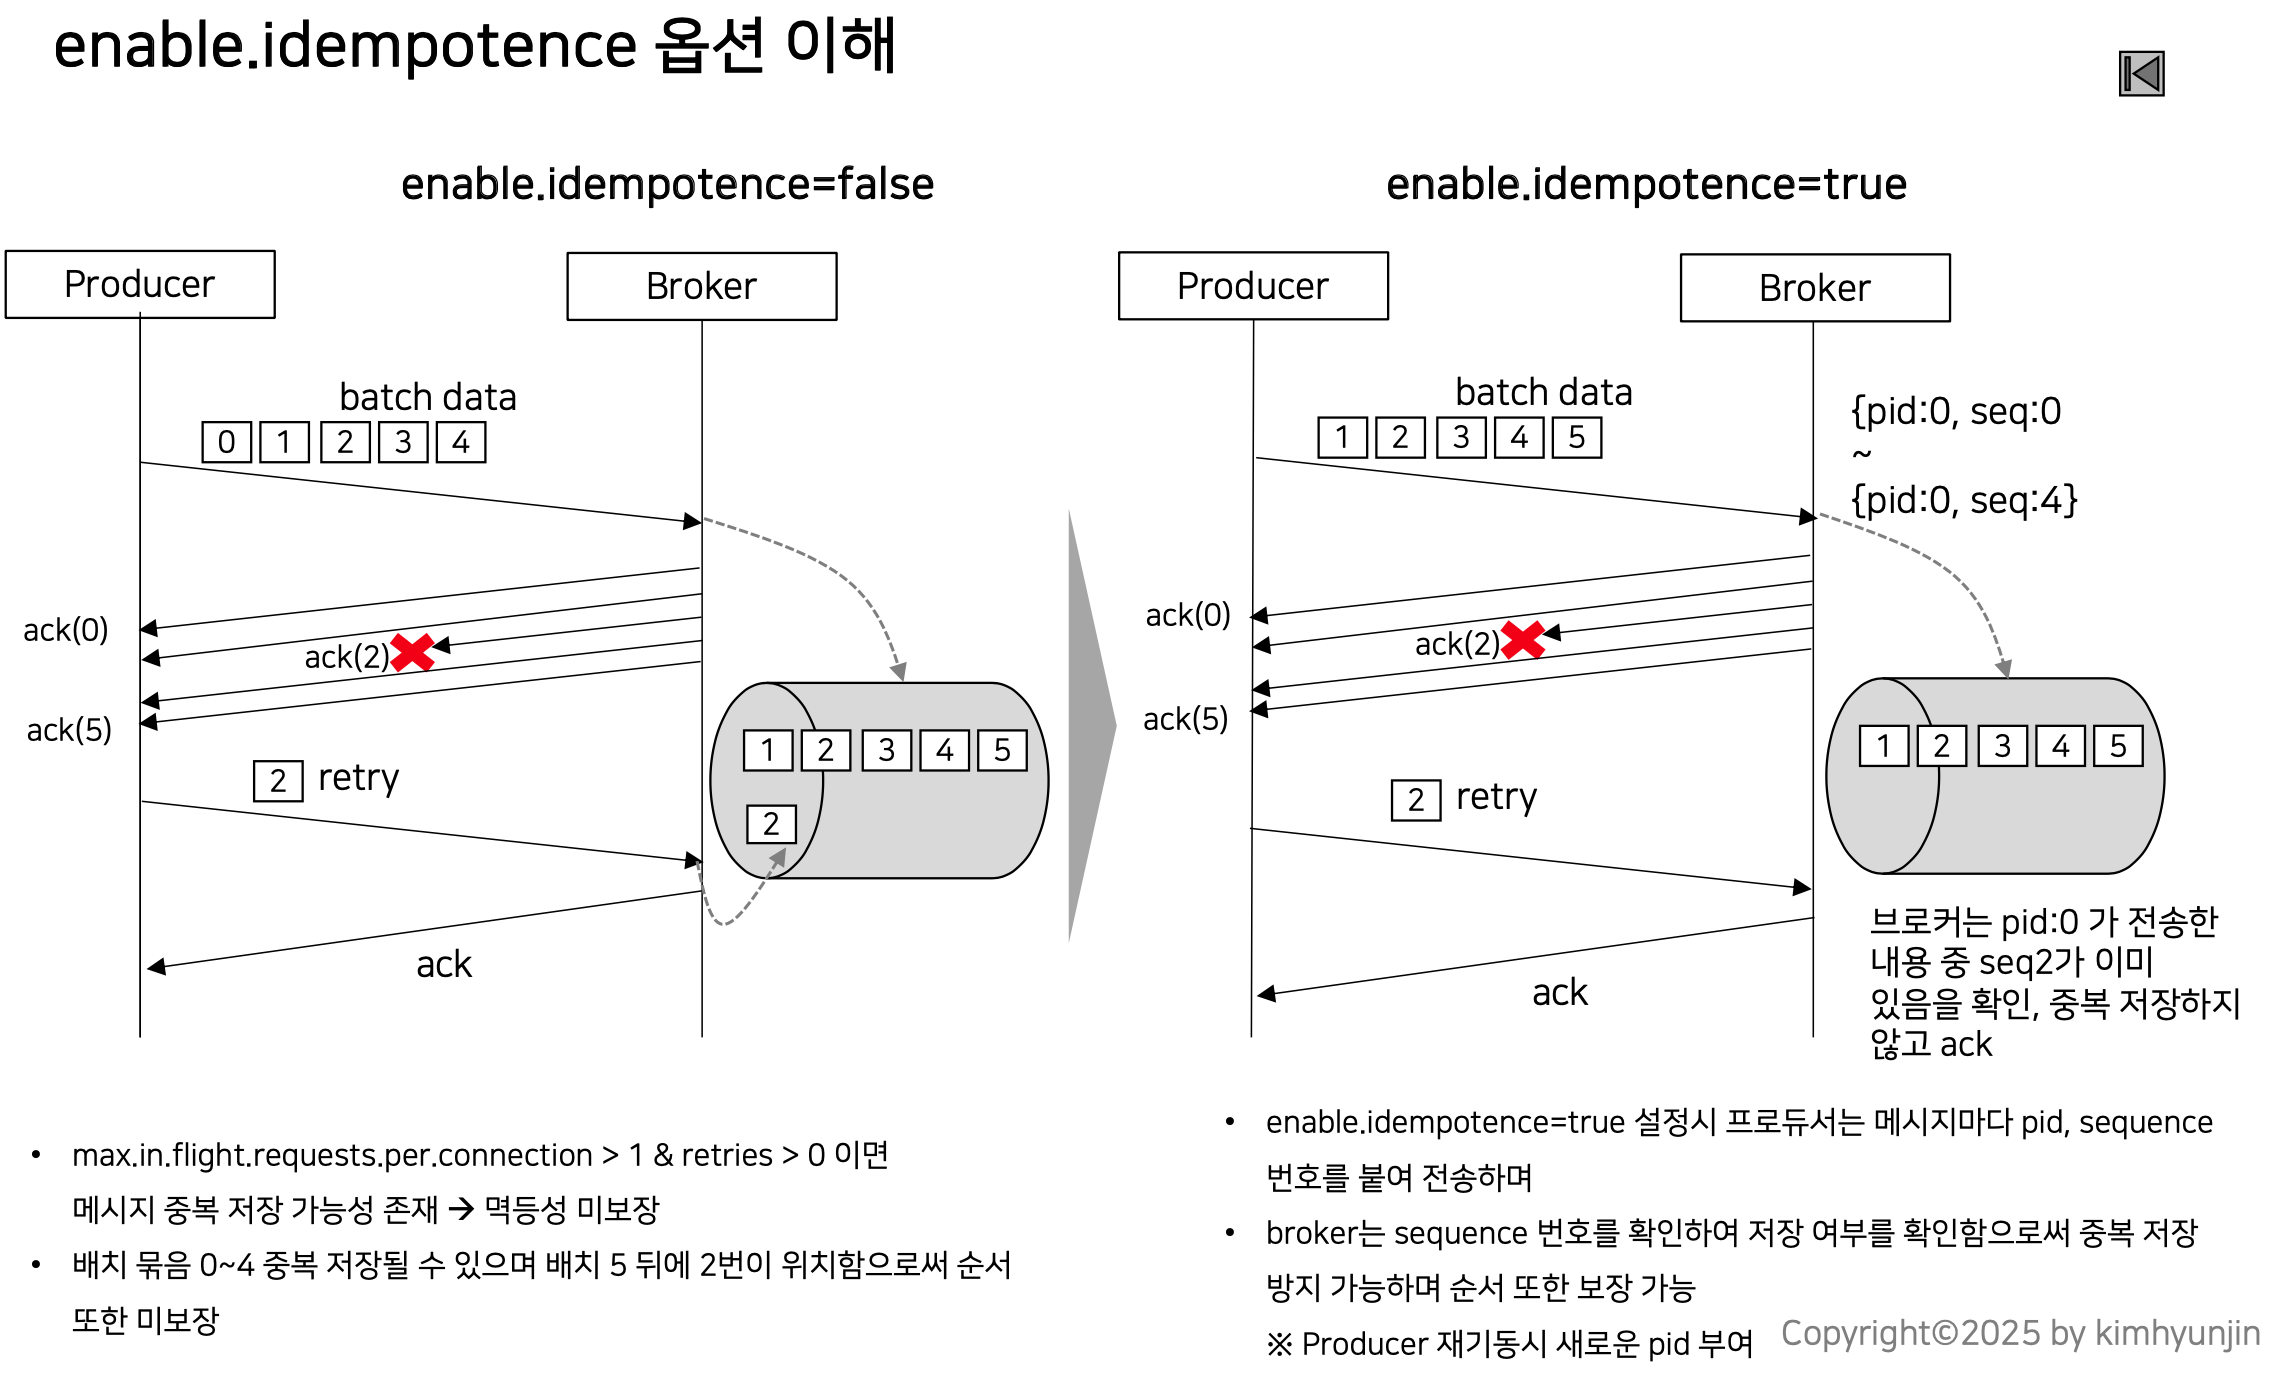 enable.idempotence 옵션 이해
enable.idempotence=false
Producer
Broker
batch data
0 1 2 3 4
ack(0)
ack(2)
ack(5)
1 2 3 4 5
2 retry
2
ack
max.in.flight.requests.per.connection > 1 & retries > 0 이면
메시지 중복 저장 가능성 존재 → 멱등성 미보장
배치 묶음 0~4 중복 저장될 수 있으며 배치 5 뒤에 2번이 위치함으로써 순서
또한 미보장
enable.idempotence=true
Producer
Broker
batch data
1 2 3 4 5
{pid:0, seq:0
~
{pid:0, seq:4}
ack(0)
ack(2)
ack(5)
1 2 3 4 5
2 retry
ack
브로커는 pid:0 가 전송한
내용 중 seq2가 이미
있음을 확인, 중복 저장하지
않고 ack
enable.idempotence=true 설정시 프로듀서는 메시지마다 pid, sequence
번호를 붙여 전송하며
broker는 sequence 번호를 확인하여 저장 여부를 확인함으로써 중복 저장
방지 가능하며 순서 또한 보장 가능
※ Producer 재기동시 새로운 pid 부여
Copyright©2025 by kimhyunjin